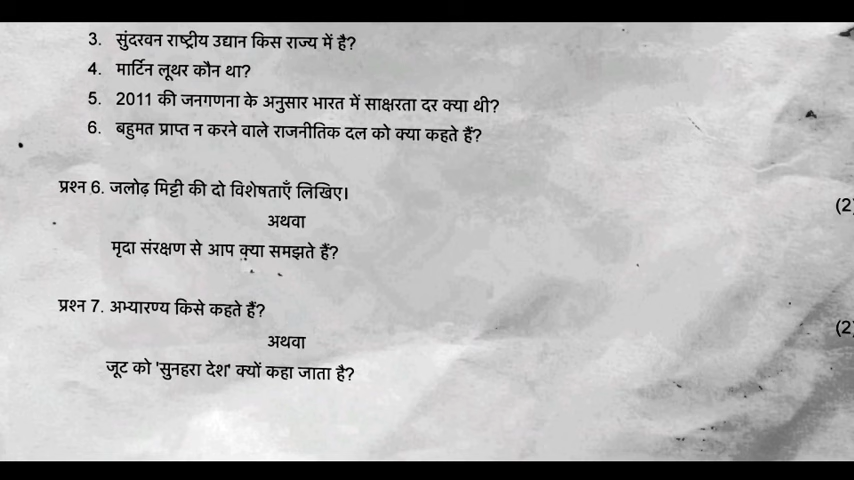 3. सुंदरवन राष्ट्रीय उद्यान किस राज्य में है?
4. मार्टिन लूथर कौन था?
5. 2011 की जनगणना के अनुसार भारत में साक्षरता दर क्या थी?
6. बहुमत प्राप्त न करने वाले राजनीतिक दल को क्या कहते हैं?
प्रश्न 6. जलोढ़ मिट्टी की दो विशेषताएँ लिखिए।
(2
अथवा
मृदा संरक्षण से आप क्या समझते हैं?
प्रश्न 7. अभ्यारण्य किसे कहते हैं?
(2
अथवा
जूट को 'सुनहरा देश' क्यों कहा जाता है?